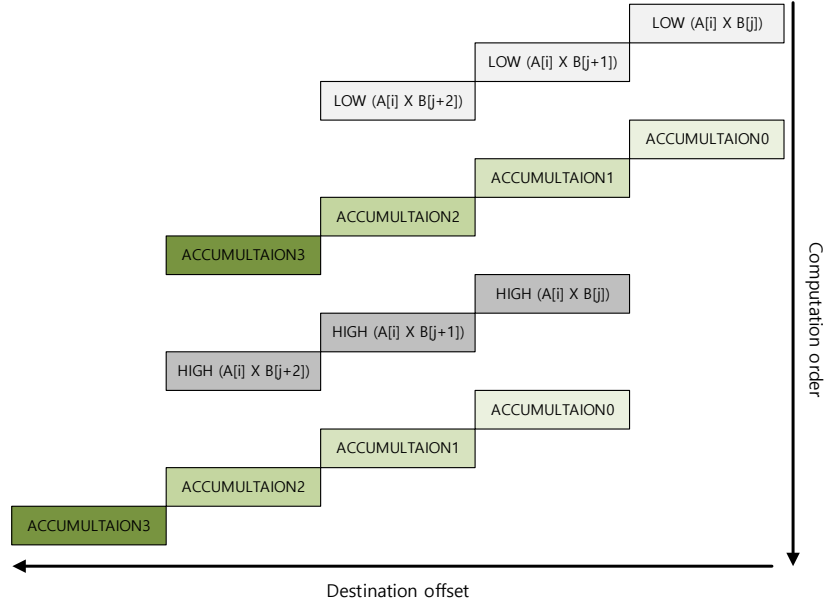 LOW (A[i] X B[j])
LOW (A[i] X B[j+1])
LOW (A[i] X B[j+2])
ACCUMULTAION0
ACCUMULTAION1
ACCUMULTAION2
ACCUMULTAION3
HIGH (A[i] X B[j])
HIGH (A[i] X B[j+1])
HIGH (A[i] X B[j+2])
ACCUMULTAION0
ACCUMULTAION1
ACCUMULTAION2
ACCUMULTAION3
Computation order
Destination offset